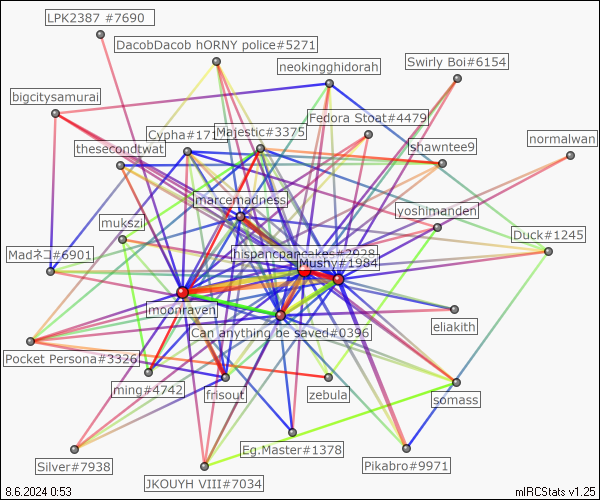 LPK2387 #7690
DacobDacob hORNY police#5271
neokingghidorah
Swirly Boi#6154
bigcitysamurai
Fedora Stoat#4479
Cypha#171
Majestic#3375
normalwan
thesecondtwat
shawntee9
marcemadness
yoshimanden
mukszi
Duck#1245
Madネコ#6901
hispancpancakes#2928
Mushy#1984
moonraven
eliakith
Can anything be saved#0396
Pocket Persona#3326
ming#4742
frisout
zebula
somass
Eg.Master#1378
Silver#7938
Pikabro#9971
JKOUYH VIII#7034
8.6.2024 0:53
mIRCStats v1.25